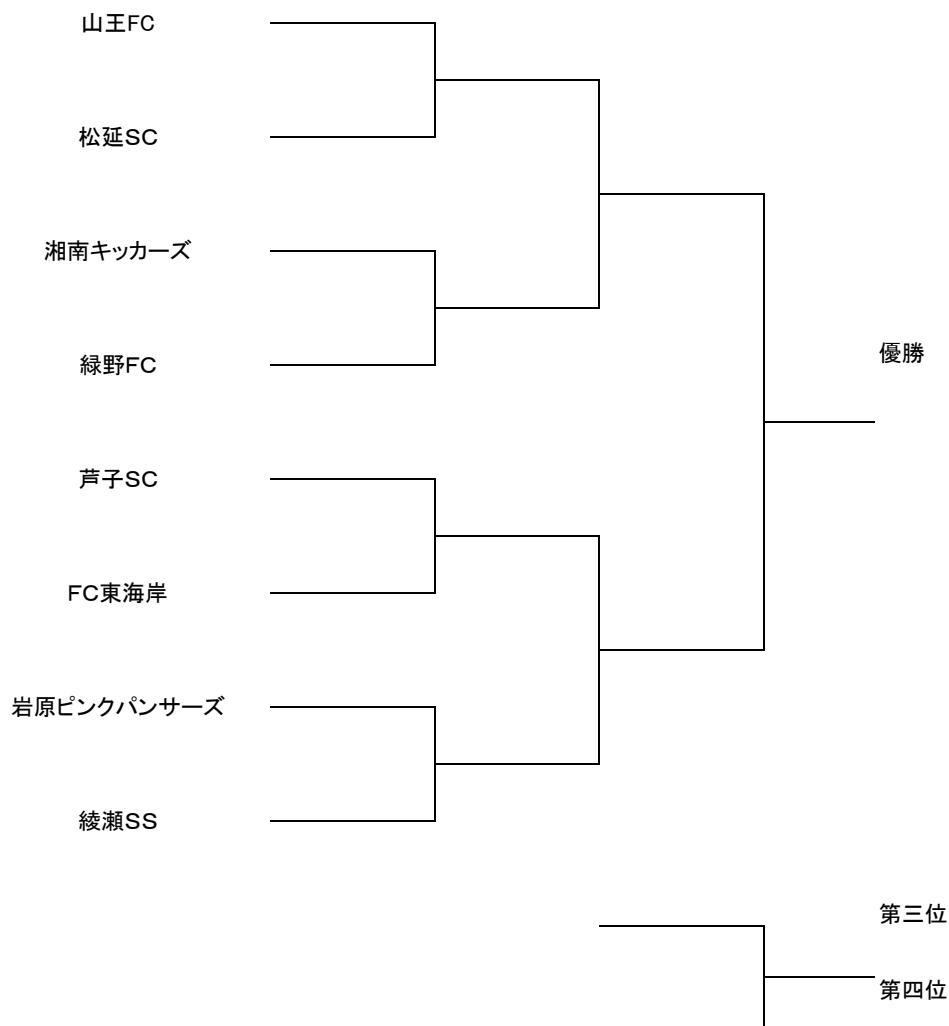 山王FC
松延SC
湘南キッカーズ
緑野FC
優勝
芦子SC
FC東海岸
岩原ピンクパンサーズ
綾瀬SS
第三位
第四位